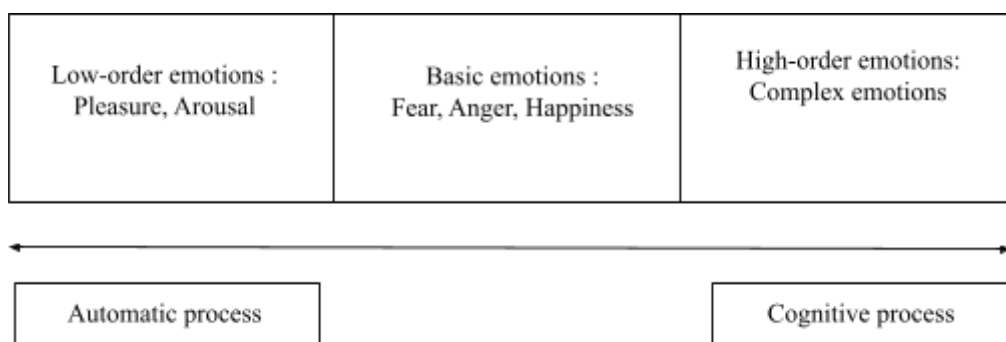 Low-order emotions :
Pleasure, Arousal
Basic emotions :
Fear, Anger, Happiness
High-order emotions:
Complex emotions
Automatic process
Cognitive process